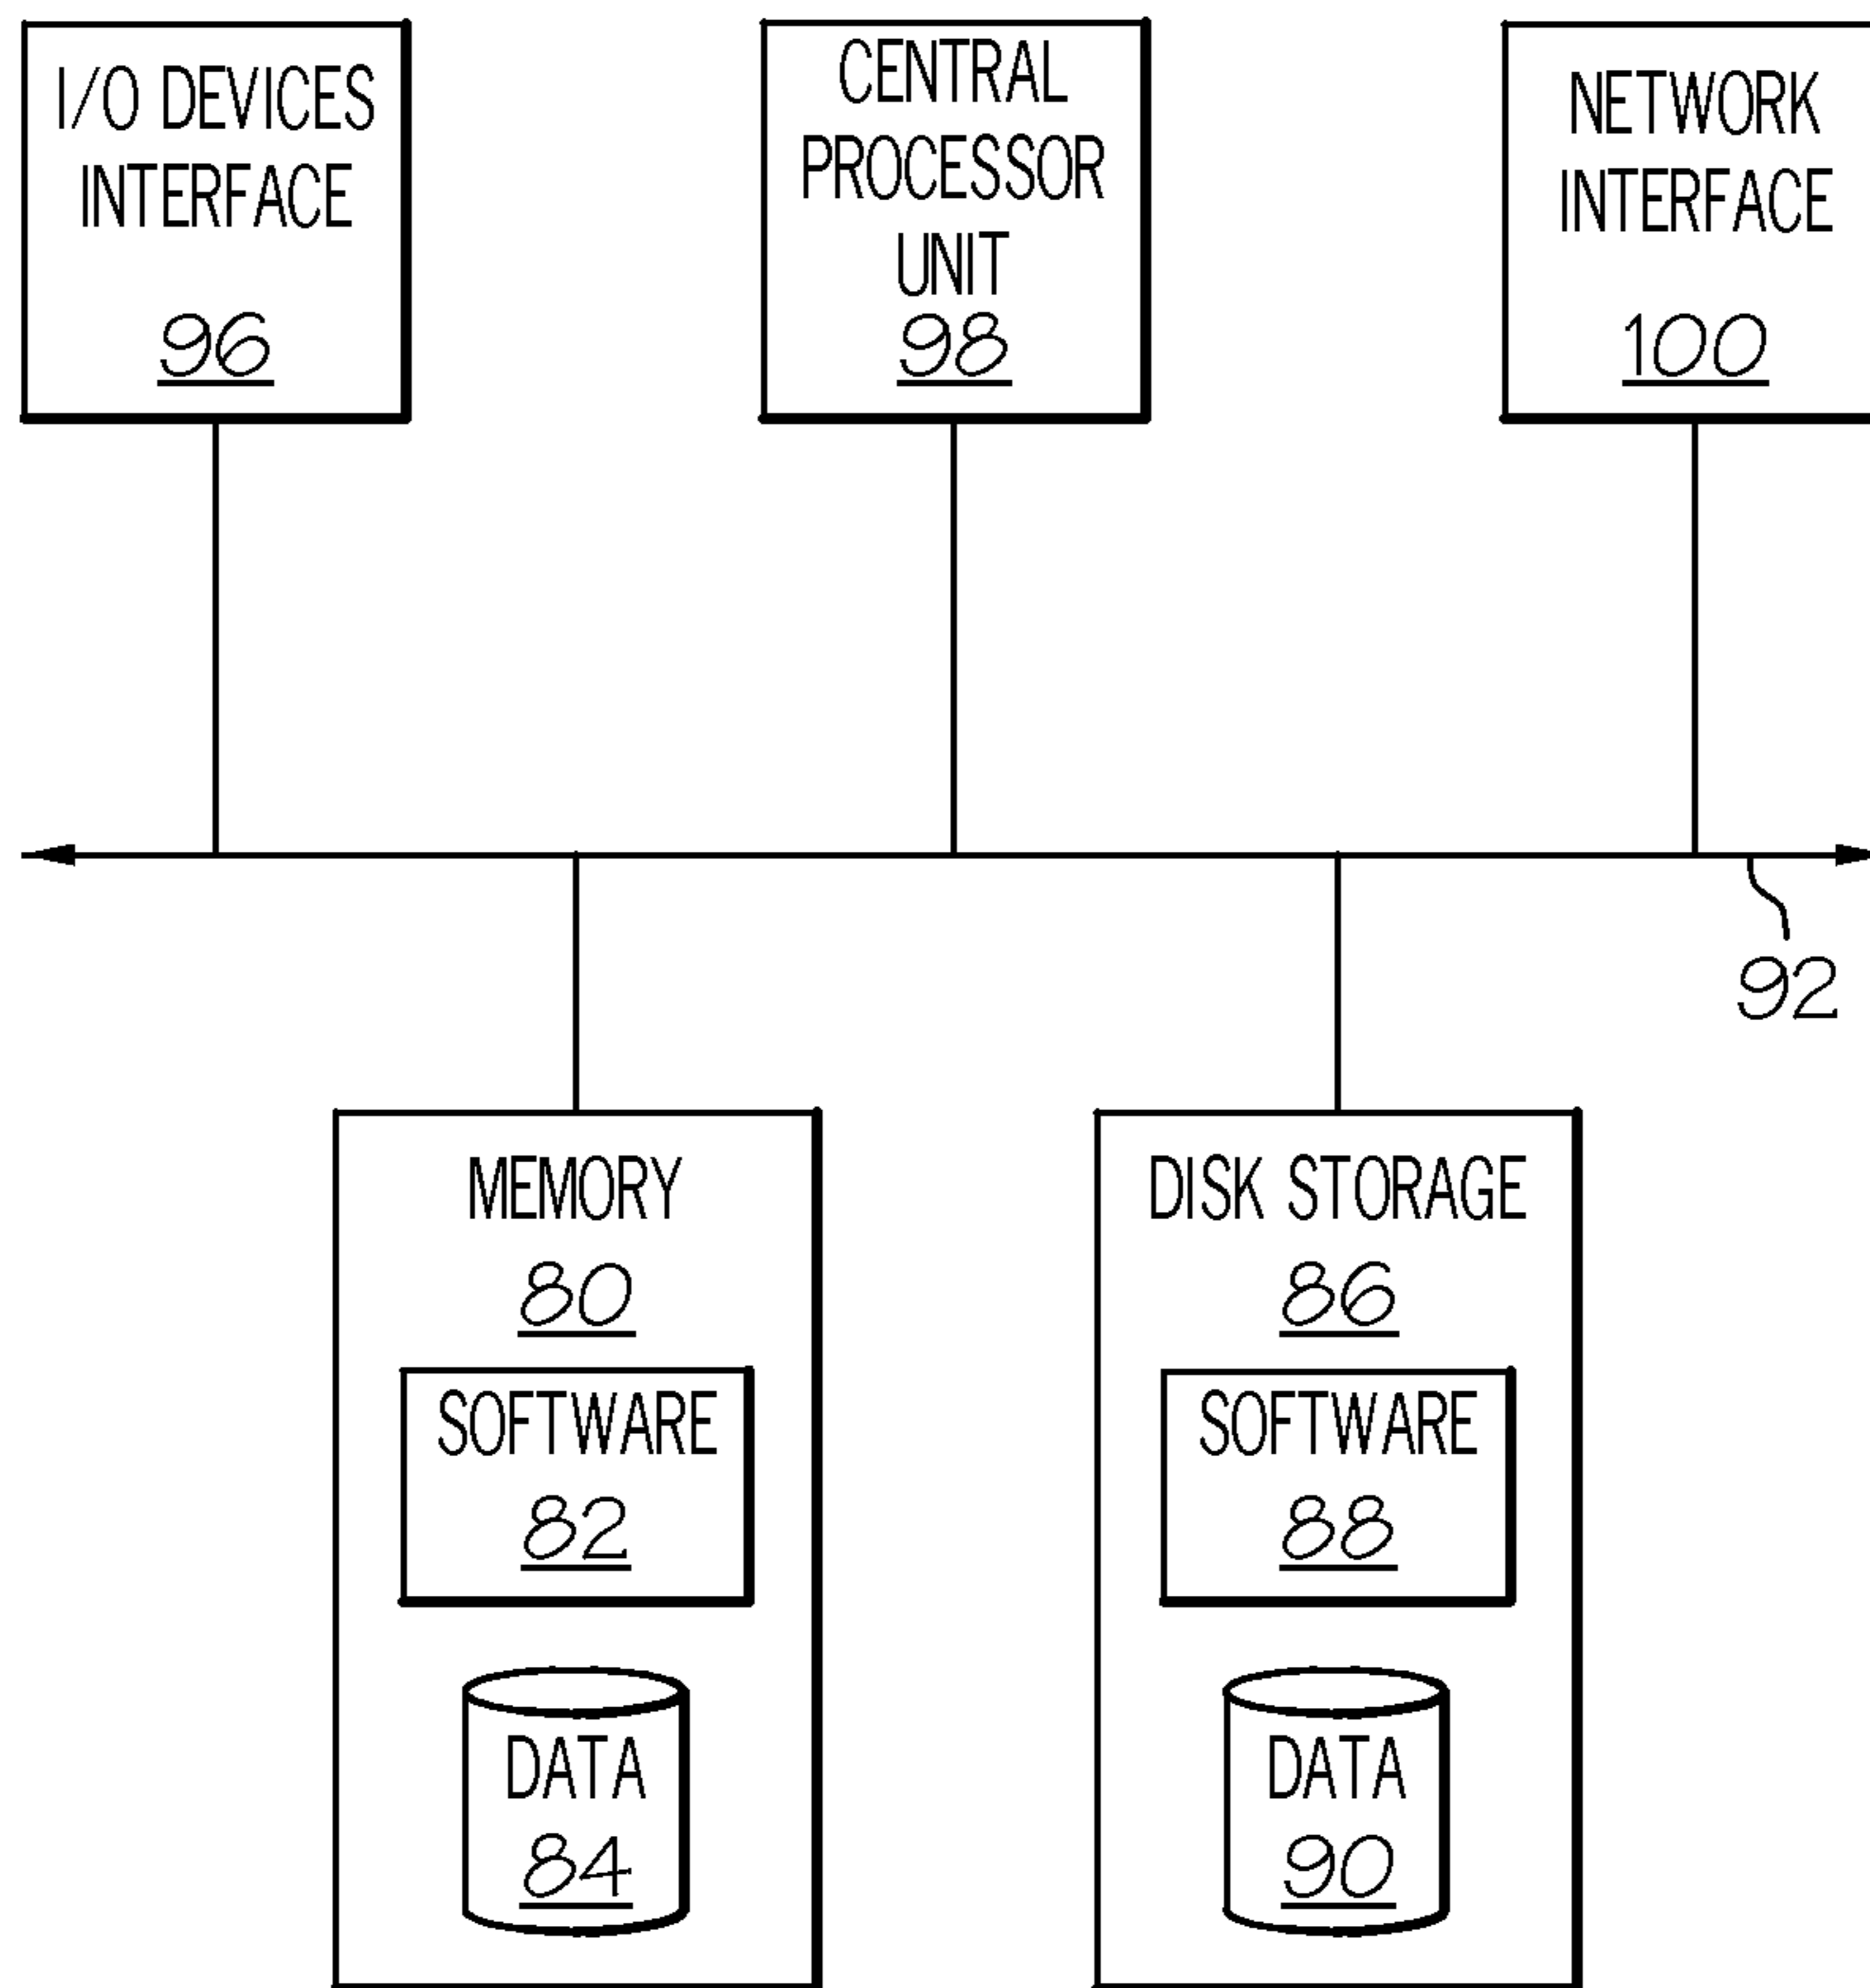 I/O DEVICES
INTERFACE
96
CENTRAL
PROCESSOR
UNIT
98
NETWORK
INTERFACE
100
92
MEMORY
80
SOFTWARE
82
DATA
84
DISK STORAGE
86
SOFTWARE
88
DATA
90